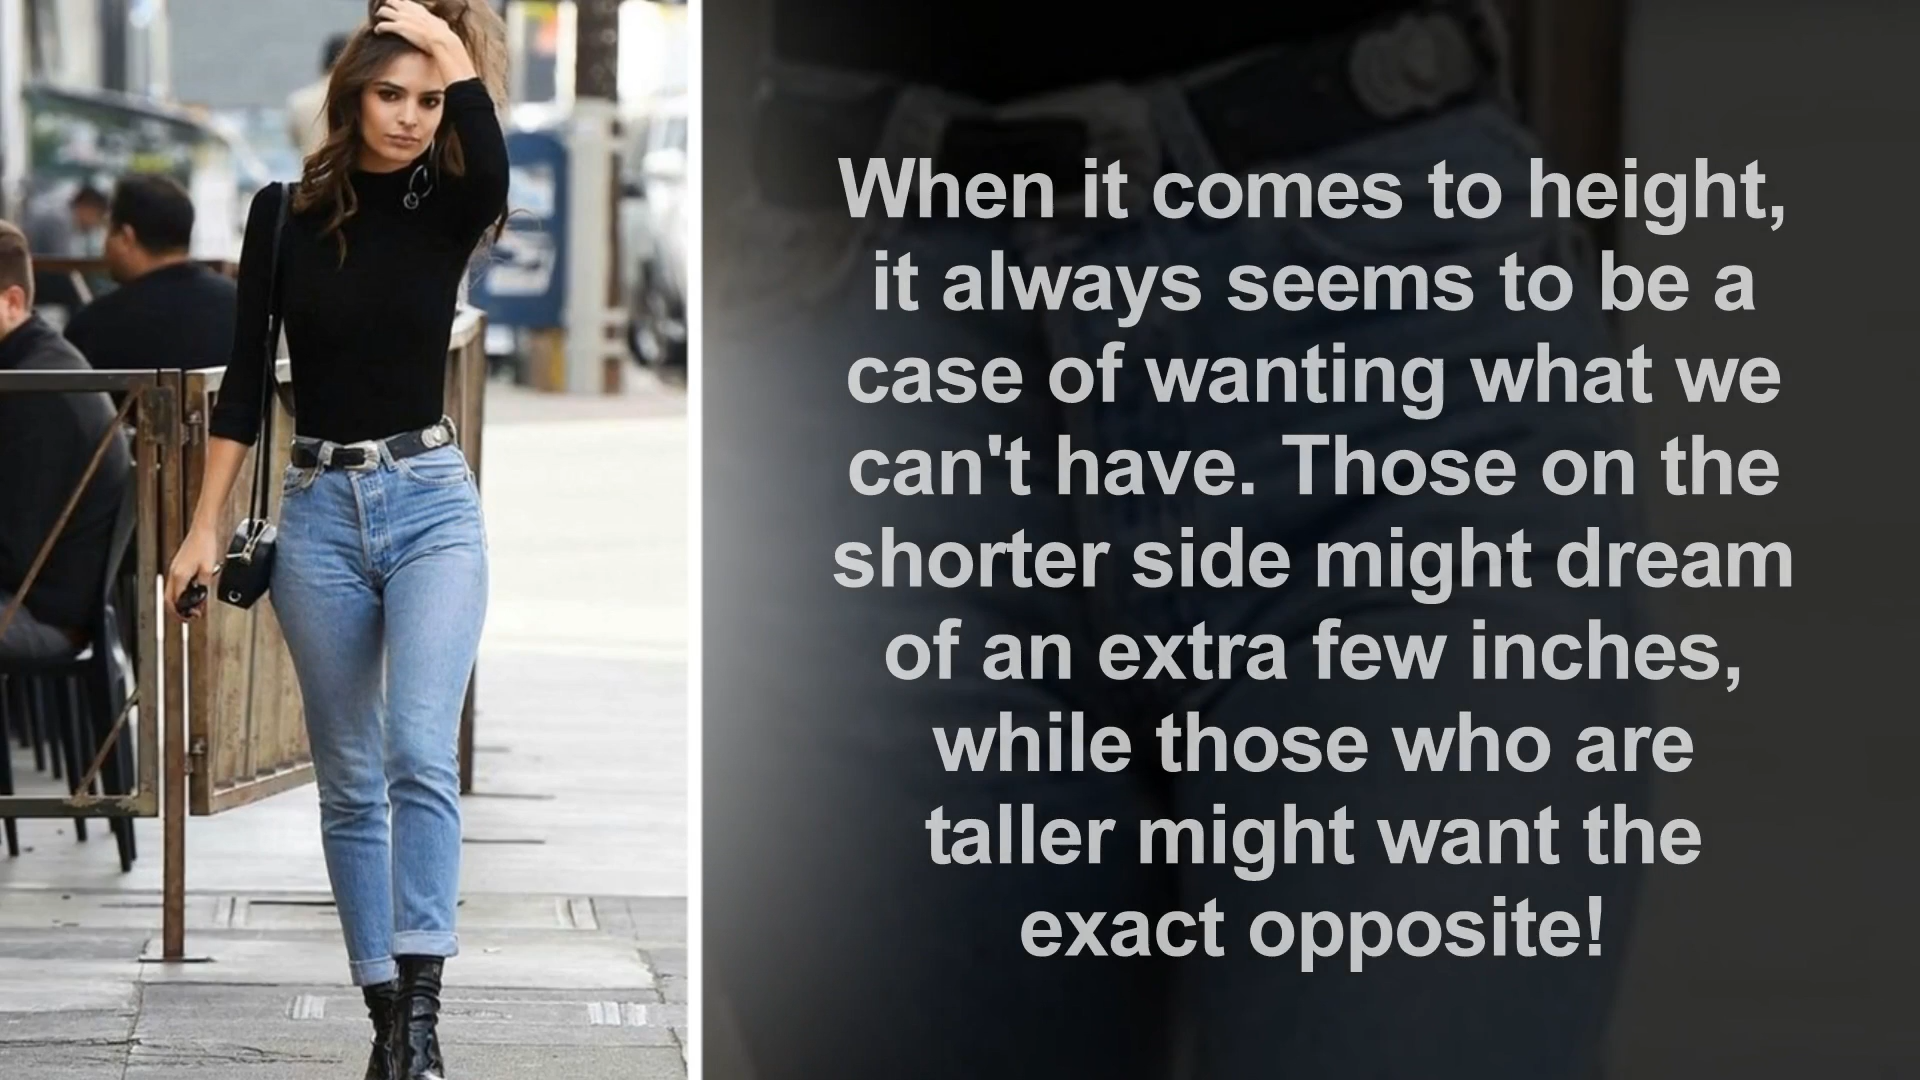 When it comes to height,
it always seems to be a
case of wanting what we
can't have. Those on the
shorter side might dream
of an extra few inches,
while those who are
taller might want the
exact opposite!